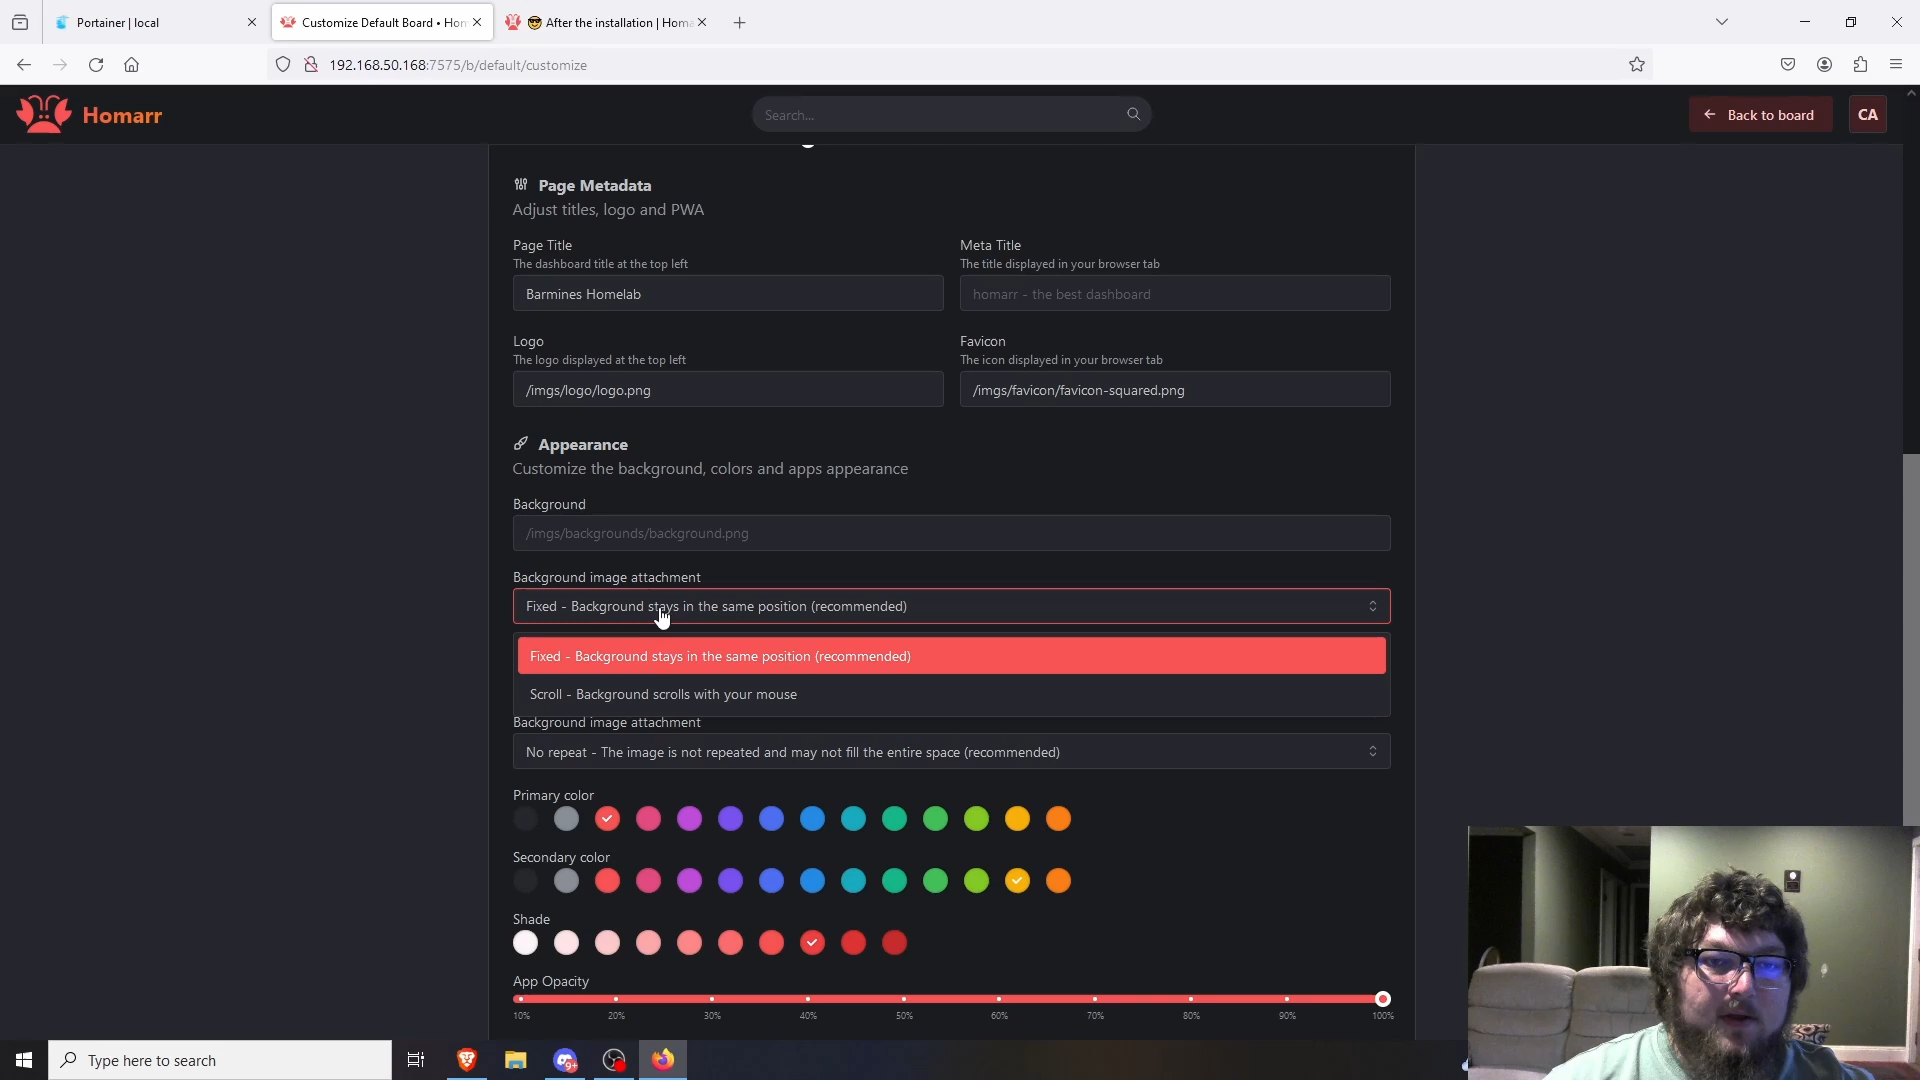 Portainer | local
Customize Default Board • Hom
😎 After the installation | Homa
192.168.50.168:7575/b/default/customize
Homarr
Search...
Back to board
CA
Page Metadata
Adjust titles, logo and PWA
Page Title
Meta Title
The dashboard title at the top left
The title displayed in your browser tab
Barmines Homelab
homarr - the best dashboard
Logo
Favicon
The logo displayed at the top left
The icon displayed in your browser tab
/imgs/logo/logo.png
/imgs/favicon/favicon-squared.png
Appearance
Customize the background, colors and apps appearance
Background
/imgs/backgrounds/background.png
Background image attachment
Fixed - Background stays in the same position (recommended)
Fixed - Background stays in the same position (recommended)
Scroll - Background scrolls with your mouse
Background image attachment
No repeat - The image is not repeated and may not fill the entire space (recommended)
Primary color
Secondary color
Shade
App Opacity
10% 20% 30% 40% 50% 60% 70% 80% 90% 100%
Type here to search
9+